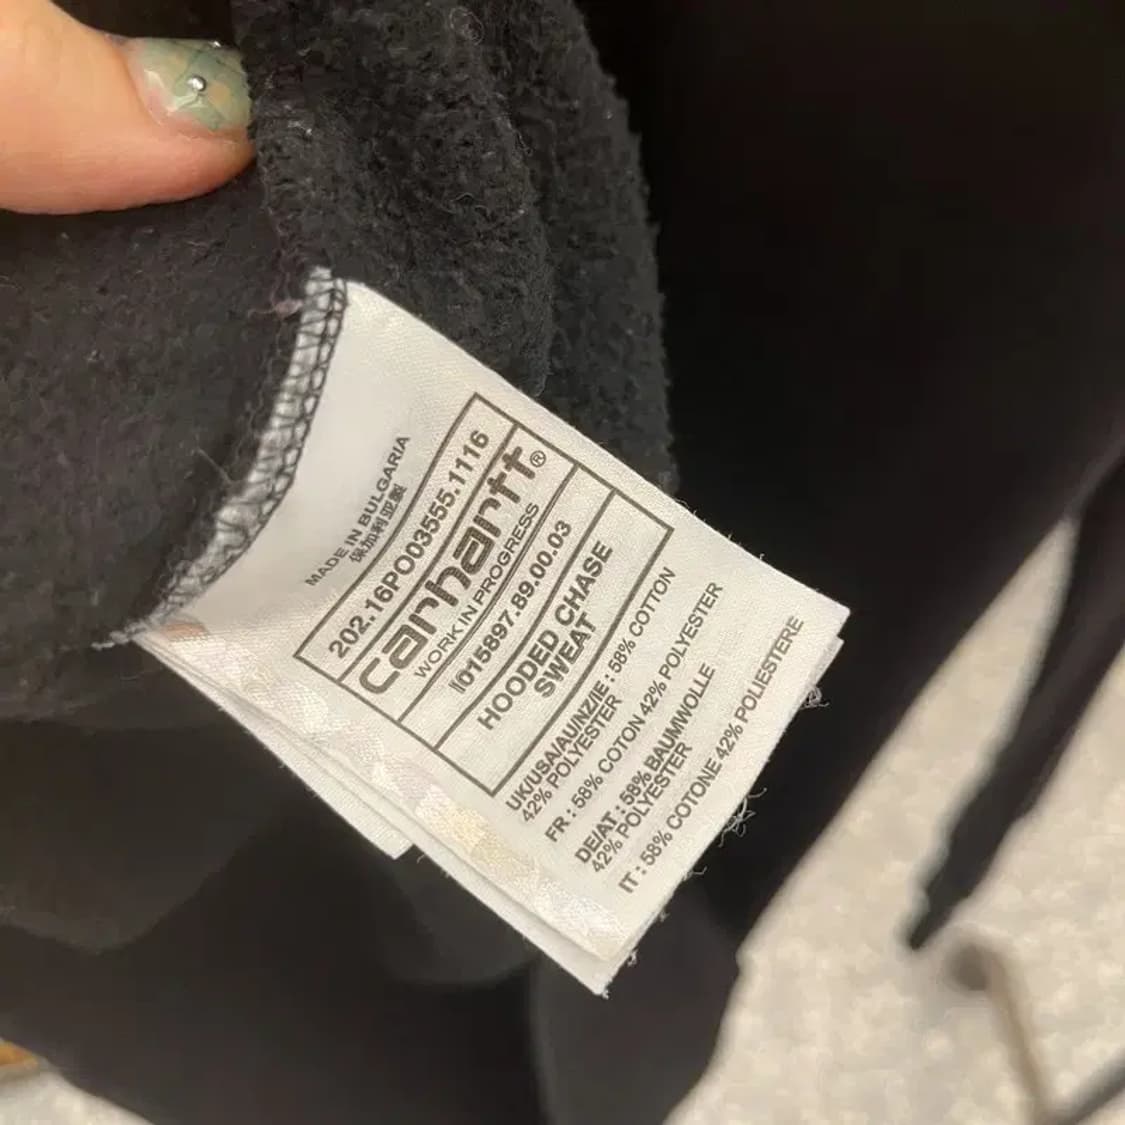 MADE IN BULGARIA
保加利亚製
202.16PO03555.1116
carhartt®
WORK IN PROGRESS
I015897.89.00.03
HOODED CHASE
SWEAT
UK/USA/AU/NZ/IE : 58% COTTON
42% POLYESTER
FR : 58% COTON 42% POLYESTER
DE/AT : 58% BAUMWOLLE
42% POLYESTER
IT : 58% COTONE 42% POLIESTERE